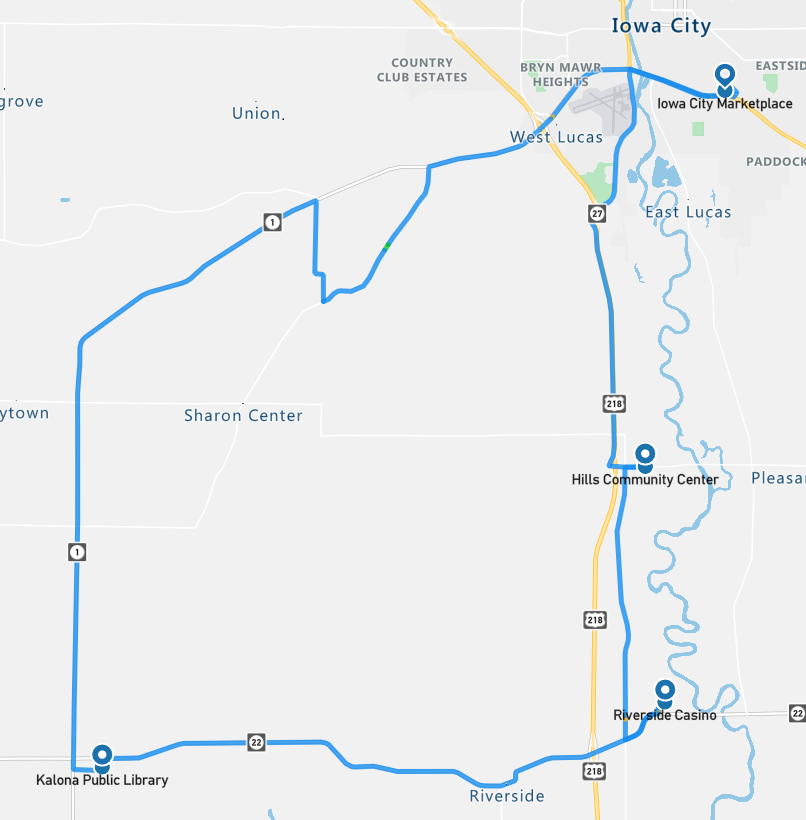 Iowa City
COUNTRY
CLUB ESTATES
BRYN MAWR
HEIGHTS
EASTSID
grove
Union
Iowa City Marketplace
West Lucas
PADDOCK
1
27
East Lucas
218
ytown
Sharon Center
Hills Community Center
Pleasan
1
218
Riverside Casino
22
22
Kalona Public Library
218
Riverside